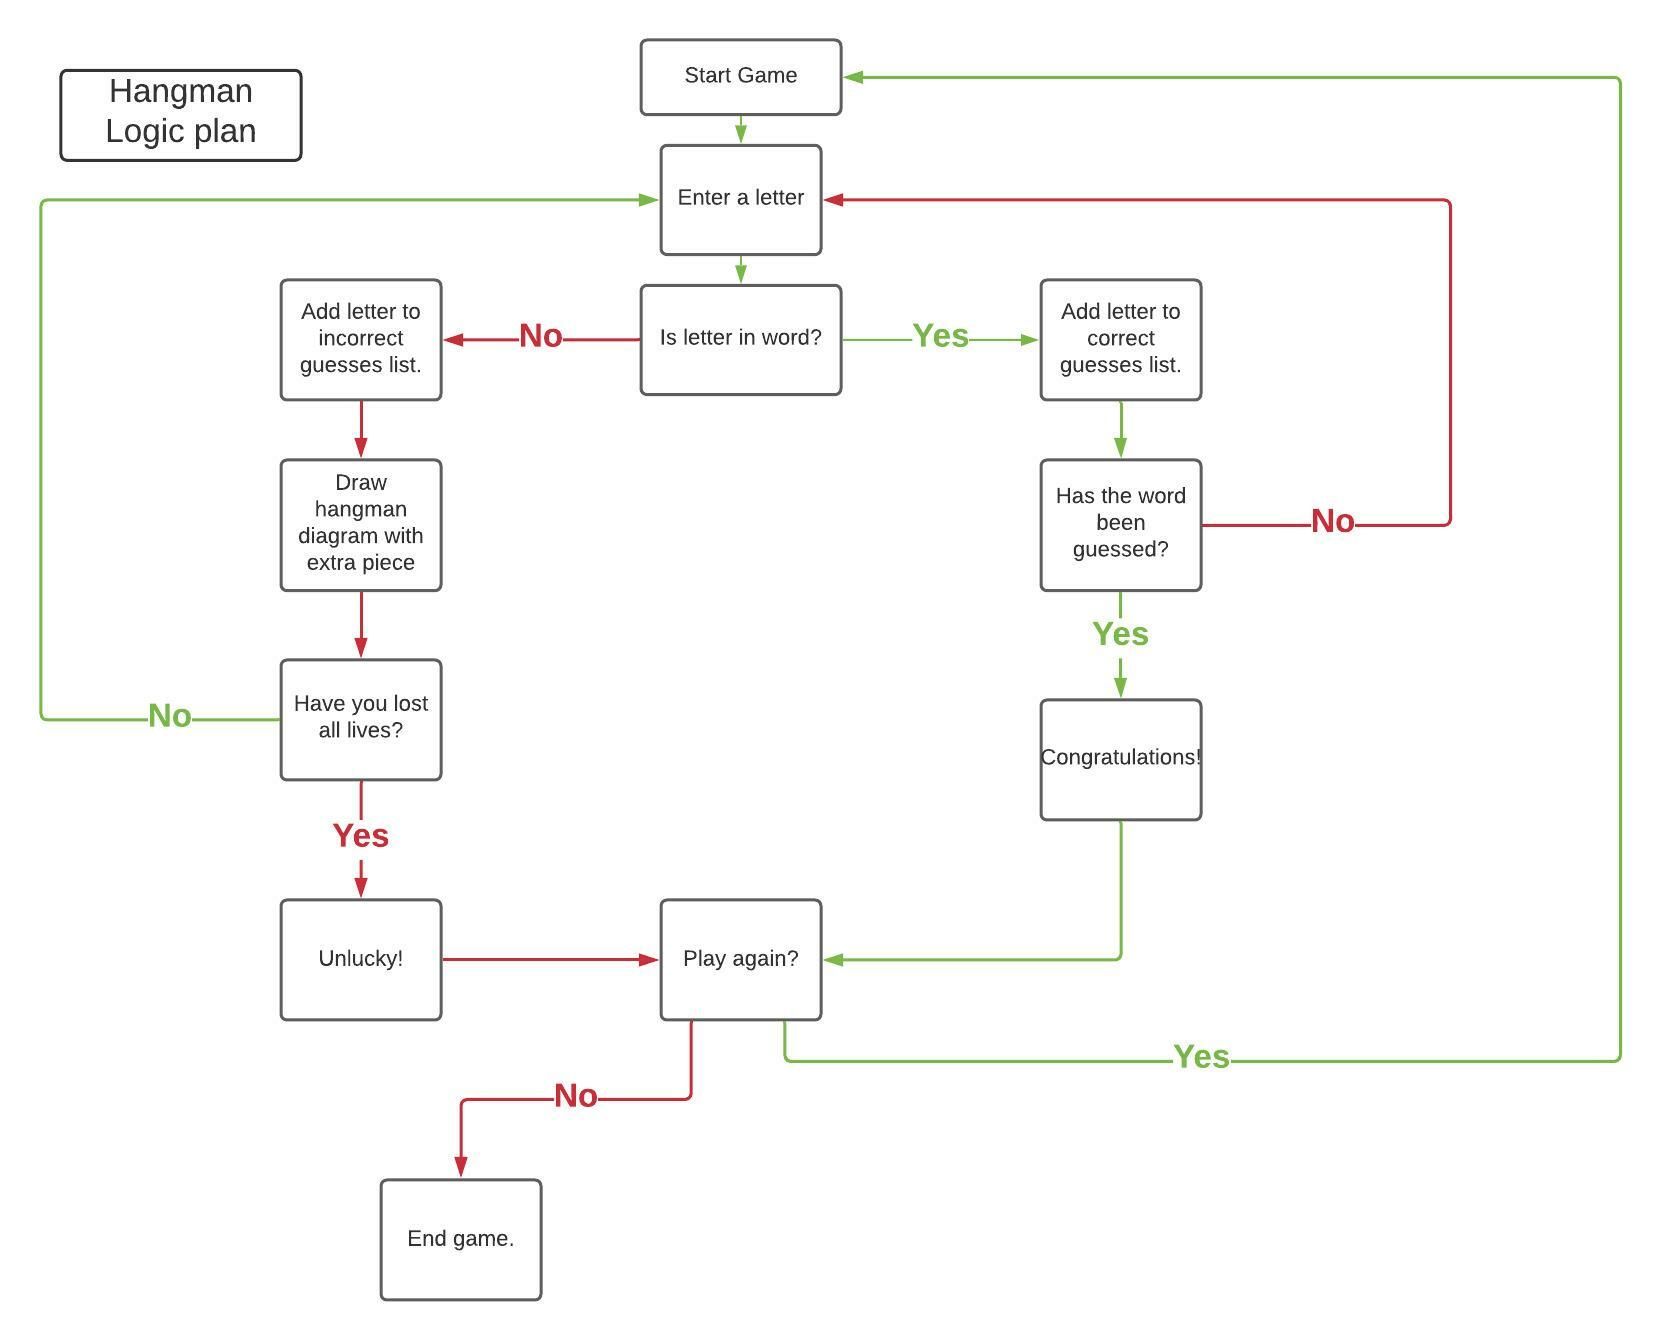 Hangman
Logic plan
Start Game
Enter a letter
Is letter in word?
No
Yes
Add letter to
incorrect
guesses list.
Add letter to
correct
guesses list.
Draw
hangman
diagram with
extra piece
Has the word
been
guessed?
No
Yes
Have you lost
all lives?
No
Yes
Congratulations!
Unlucky!
Play again?
Yes
No
End game.